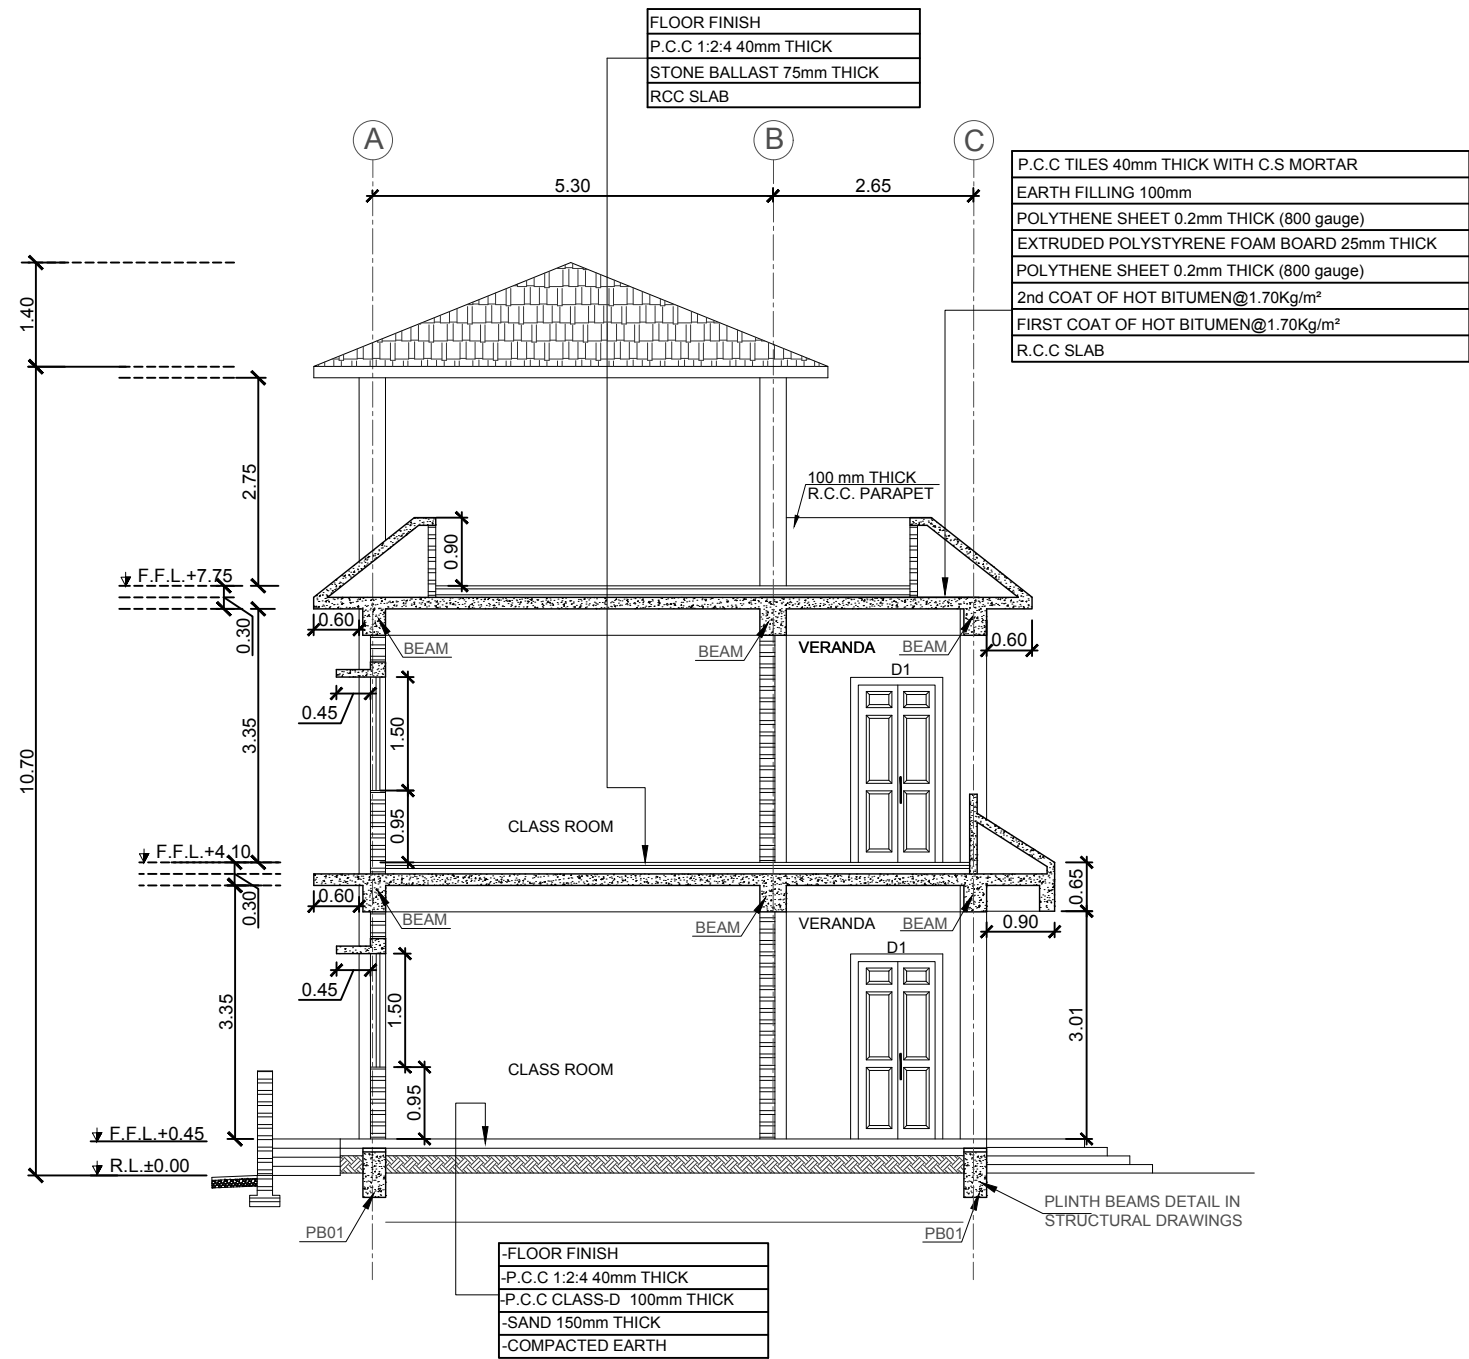 FLOOR FINISH
P.C.C 1:2:4 40mm THICK
STONE BALLAST 75mm THICK
RCC SLAB
A
B
C
P.C.C TILES 40mm THICK WITH C.S MORTAR
EARTH FILLING 100mm
POLYTHENE SHEET 0.2mm THICK (800 gauge)
EXTRUDED POLYSTYRENE FOAM BOARD 25mm THICK
POLYTHENE SHEET 0.2mm THICK (800 gauge)
2nd COAT OF HOT BITUMEN@1.70Kg/m²
FIRST COAT OF HOT BITUMEN@1.70Kg/m²
R.C.C SLAB
5.30
2.65
1.40
2.75
100 mm THICK
R.C.C. PARAPET
0.90
F.F.L.+7.75
0.30
0.60
BEAM
BEAM
VERANDA
BEAM
0.60
D1
0.45
1.50
3.35
10.70
0.95
CLASS ROOM
F.F.L.+4.10
0.30
0.60
BEAM
BEAM
VERANDA
BEAM
0.65
0.90
D1
0.45
1.50
3.35
3.01
CLASS ROOM
0.95
F.F.L.+0.45
R.L.±0.00
PB01
PB01
PLINTH BEAMS DETAIL IN
STRUCTURAL DRAWINGS
-FLOOR FINISH
-P.C.C 1:2:4 40mm THICK
-P.C.C CLASS-D 100mm THICK
-SAND 150mm THICK
-COMPACTED EARTH